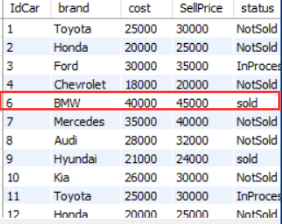 IdCar brand cost SellPrice status
1 Toyota 25000 30000 NotSold
2 Honda 20000 25000 NotSold
3 Ford 30000 35000 InProces
4 Chevrolet 18000 20000 NotSold
6 BMW 40000 45000 sold
7 Mercedes 35000 40000 NotSold
8 Audi 28000 32000 NotSold
9 Hyundai 21000 24000 sold
10 Kia 26000 30000 NotSold
11 Toyota 25000 30000 InProces
12 Honda 20000 25000 NotSold